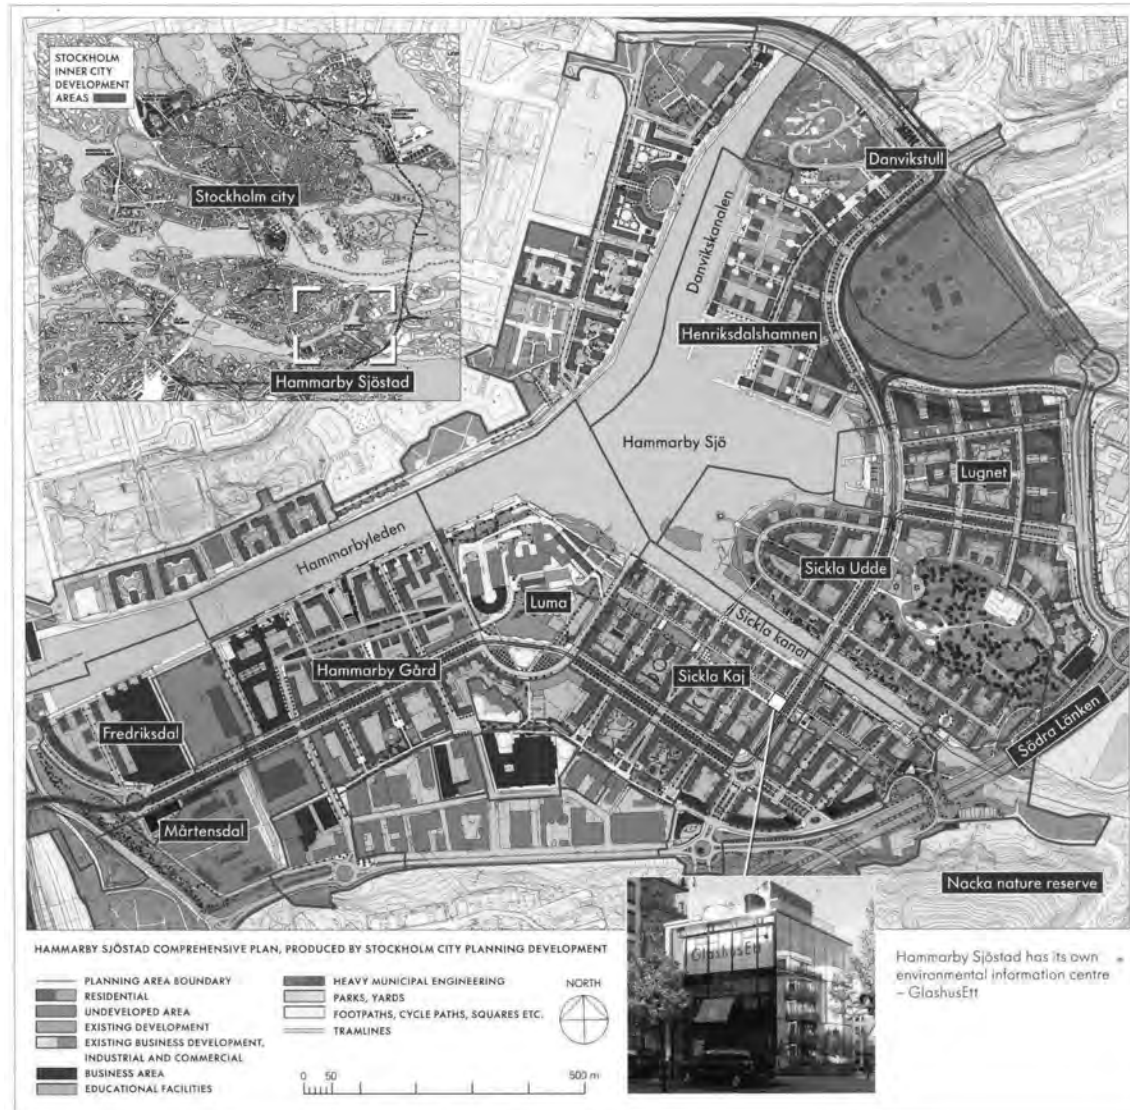 STOCKHOLM
INNER CITY
DEVELOPMENT
AREAS
Stockholm city
Hammarby Sjöstad
Danvikstull
Danvikskanalen
Henriksdalshamnen
Hammarby Sjö
Lugnet
Hammarbyleden
Sickla Udde
Luma
Sickla kanal
Hammarby Gård
Sickla Kaj
Fredriksdal
Södra Länken
Mårtensdal
Nacka nature reserve
HAMMARBY SJÖSTAD COMPREHENSIVE PLAN, PRODUCED BY STOCKHOLM CITY PLANNING DEVELOPMENT
PLANNING AREA BOUNDARY
RESIDENTIAL
UNDEVELOPED AREA
EXISTING DEVELOPMENT
EXISTING BUSINESS DEVELOPMENT,
INDUSTRIAL AND COMMERCIAL
BUSINESS AREA
EDUCATIONAL FACILITIES
HEAVY MUNICIPAL ENGINEERING
PARKS, YARDS
FOOTPATHS, CYCLE PATHS, SQUARES ETC.
TRAMLINES
NORTH
0 50 500 m
GlashusEtt
Hammarby Sjöstad has its own
environmental information centre
– GlashusEtt